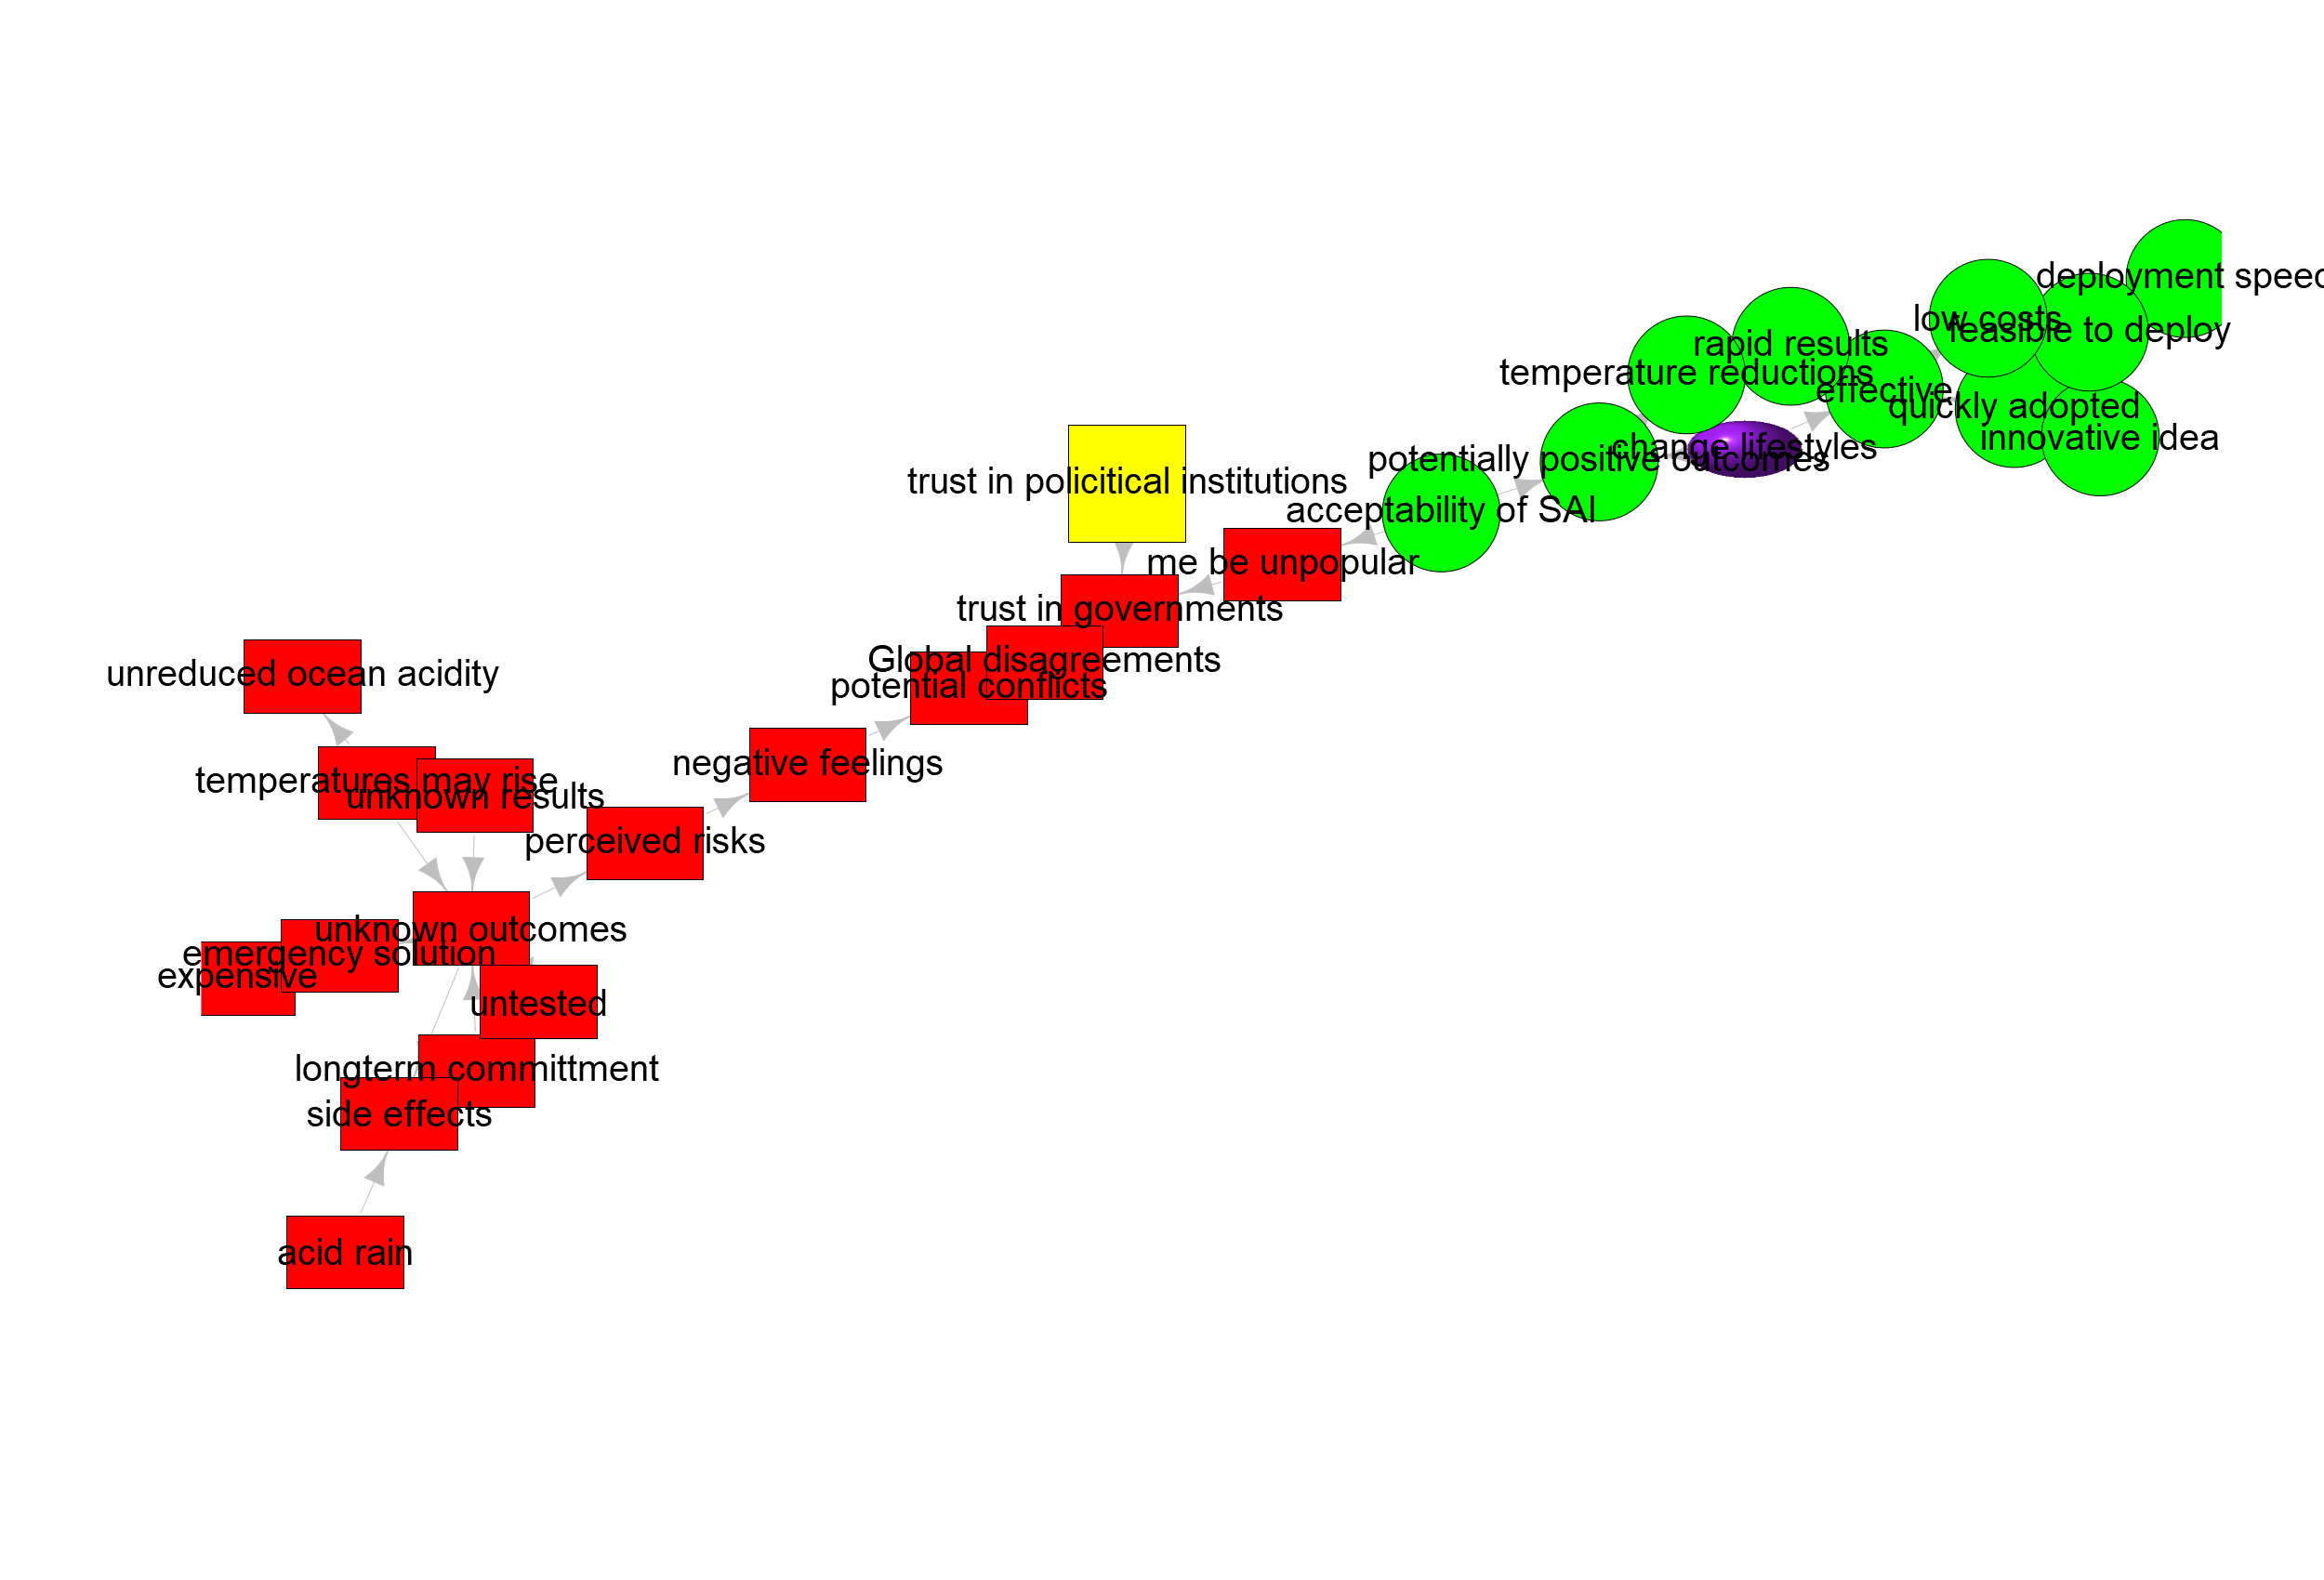 deployment speed
low costs
feasible to deploy
rapid results
temperature reductions
effective
quickly adopted
innovative idea
change lifestyles
potentially positive outcomes
trust in policitical institutions
acceptability of SAI
me be unpopular
trust in governments
Global disagreements
potential conflicts
unreduced ocean acidity
negative feelings
temperatures may rise
unknown results
perceived risks
unknown outcomes
emergency solution
expensive
untested
longterm committment
side effects
acid rain